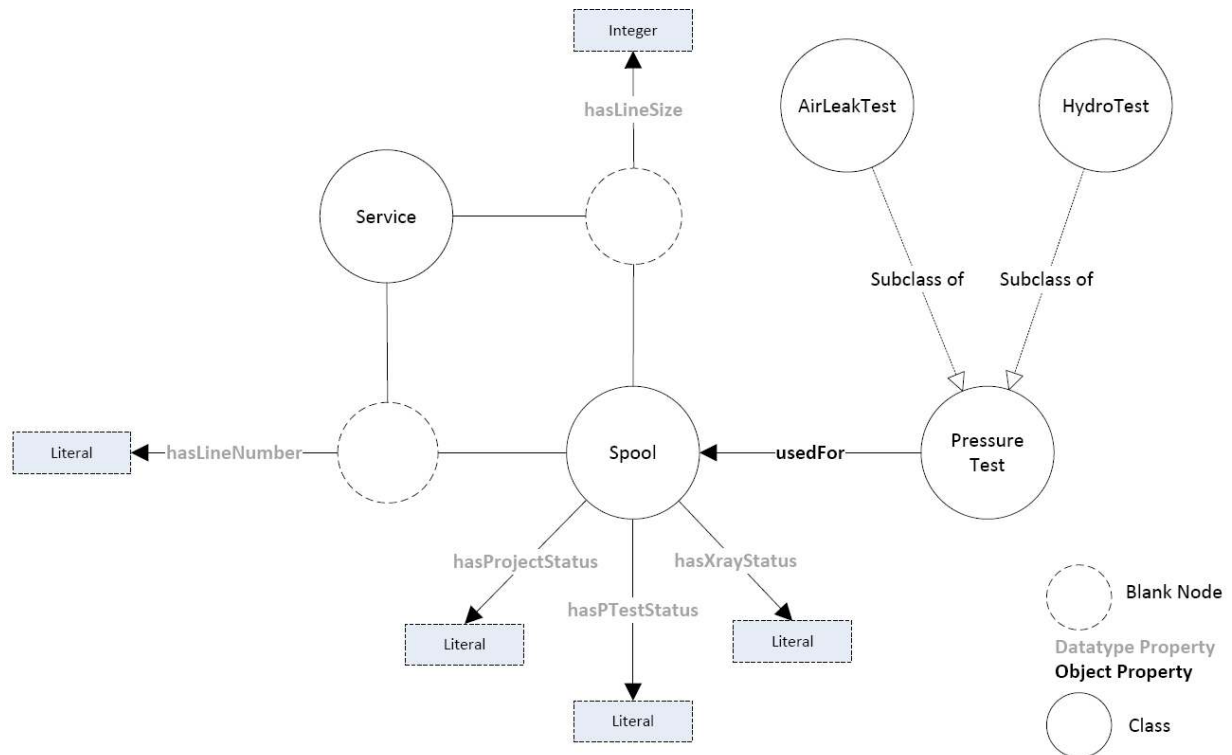 Integer
hasLineSize
AirLeakTest
HydroTest
Service
Subclass of
Subclass of
Literal
hasLineNumber
Spool
usedFor
Pressure
Test
hasProjectStatus
hasXrayStatus
hasPTestStatus
Literal
Literal
Literal
Blank Node
Datatype Property
Object Property
Class